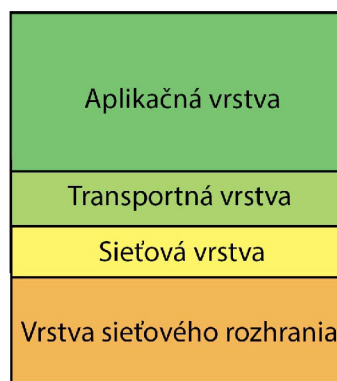 Aplikačná vrstva
Transportná vrstva
Sieťová vrstva
Vrstva sieťového rozhrania